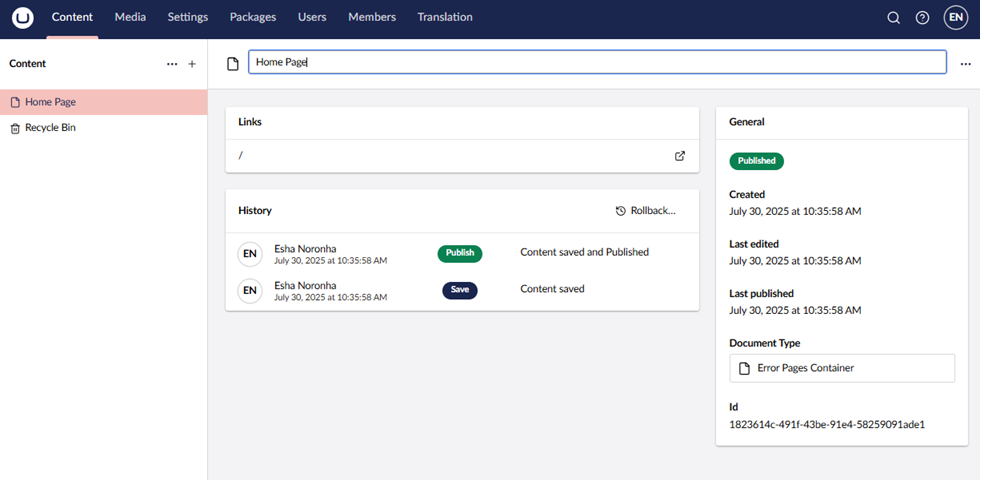 Content Media Settings Packages Users Members Translation EN
Content ... +
Home Page
Recycle Bin
Home Page ...
Links
/
History Rollback...
EN Esha Noronha Publish Content saved and Published
July 30, 2025 at 10:35:58 AM
EN Esha Noronha Save Content saved
July 30, 2025 at 10:35:58 AM
General
Published
Created
July 30, 2025 at 10:35:58 AM
Last edited
July 30, 2025 at 10:35:58 AM
Last published
July 30, 2025 at 10:35:58 AM
Document Type
Error Pages Container
Id
1823614c-491f-43be-91e4-58259091ade1